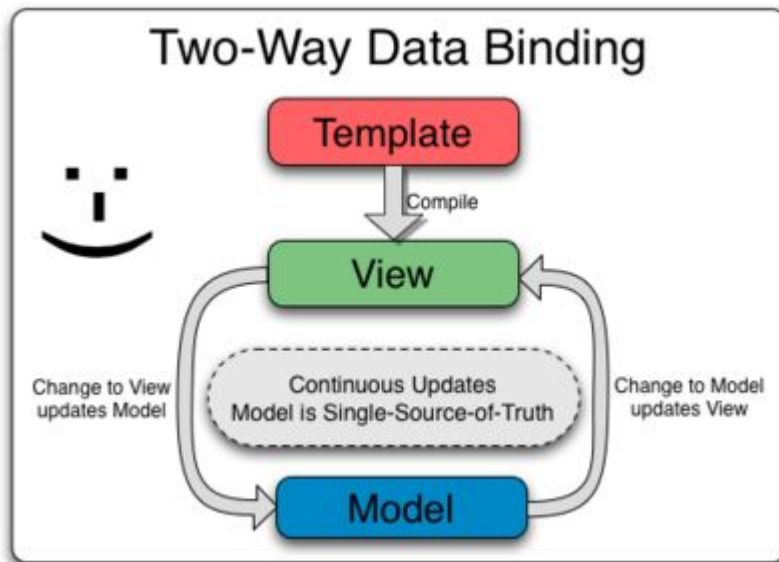 Two-Way Data Binding
Template
Compile
View
Change to View
updates Model
Continuous Updates
Model is Single-Source-of-Truth
Change to Model
updates View
Model